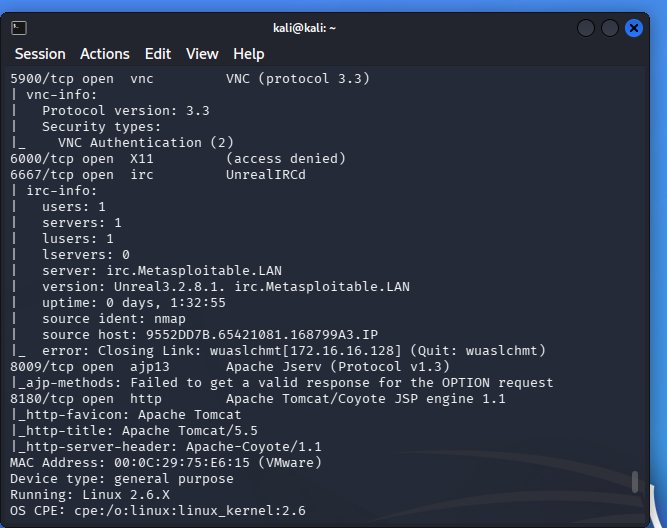 kali@kali: ~
Session Actions Edit View Help
5900/tcp open  vnc         VNC (protocol 3.3)
| vnc-info:
|   Protocol version: 3.3
|   Security types:
|_    VNC Authentication (2)
6000/tcp open  X11         (access denied)
6667/tcp open  irc         UnrealIRCd
| irc-info:
|   users: 1
|   servers: 1
|   lusers: 1
|   lservers: 0
|   server: irc.Metasploitable.LAN
|   version: Unreal3.2.8.1. irc.Metasploitable.LAN
|   uptime: 0 days, 1:32:55
|   source ident: nmap
|   source host: 9552DD7B.65421081.168799A3.IP
|_  error: Closing Link: wuaslchmt[172.16.16.128] (Quit: wuaslchmt)
8009/tcp open  ajp13       Apache Jserv (Protocol v1.3)
|_ajp-methods: Failed to get a valid response for the OPTION request
8180/tcp open  http        Apache Tomcat/Coyote JSP engine 1.1
|_http-favicon: Apache Tomcat
|_http-title: Apache Tomcat/5.5
|_http-server-header: Apache-Coyote/1.1
MAC Address: 00:0C:29:75:E6:15 (VMware)
Device type: general purpose
Running: Linux 2.6.X
OS CPE: cpe:/o:linux:linux_kernel:2.6